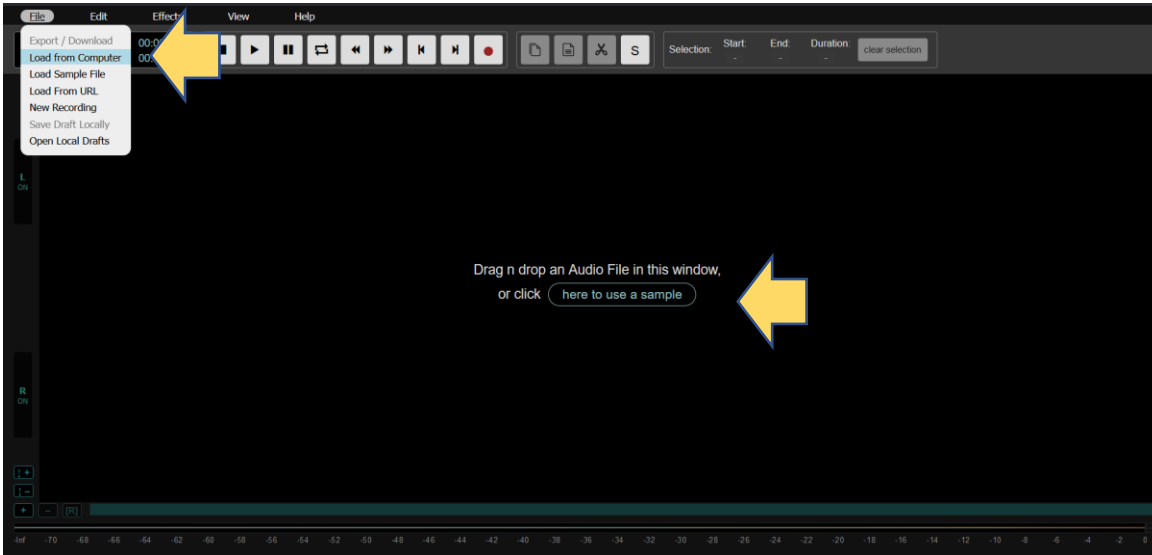 File Edit Effects View Help
Export / Download
Load from Computer
Load Sample File
Load From URL
New Recording
Save Draft Locally
Open Local Drafts
S Selection: Start: - End: - Duration: - clear selection
L
ON
Drag n drop an Audio File in this window,
or click here to use a sample
R
ON
+ - [R]
-Inf -70 -68 -66 -64 -62 -60 -58 -56 -54 -52 -50 -48 -46 -44 -42 -40 -38 -36 -34 -32 -30 -28 -26 -24 -22 -20 -18 -16 -14 -12 -10 -8 -6 -4 -2 0